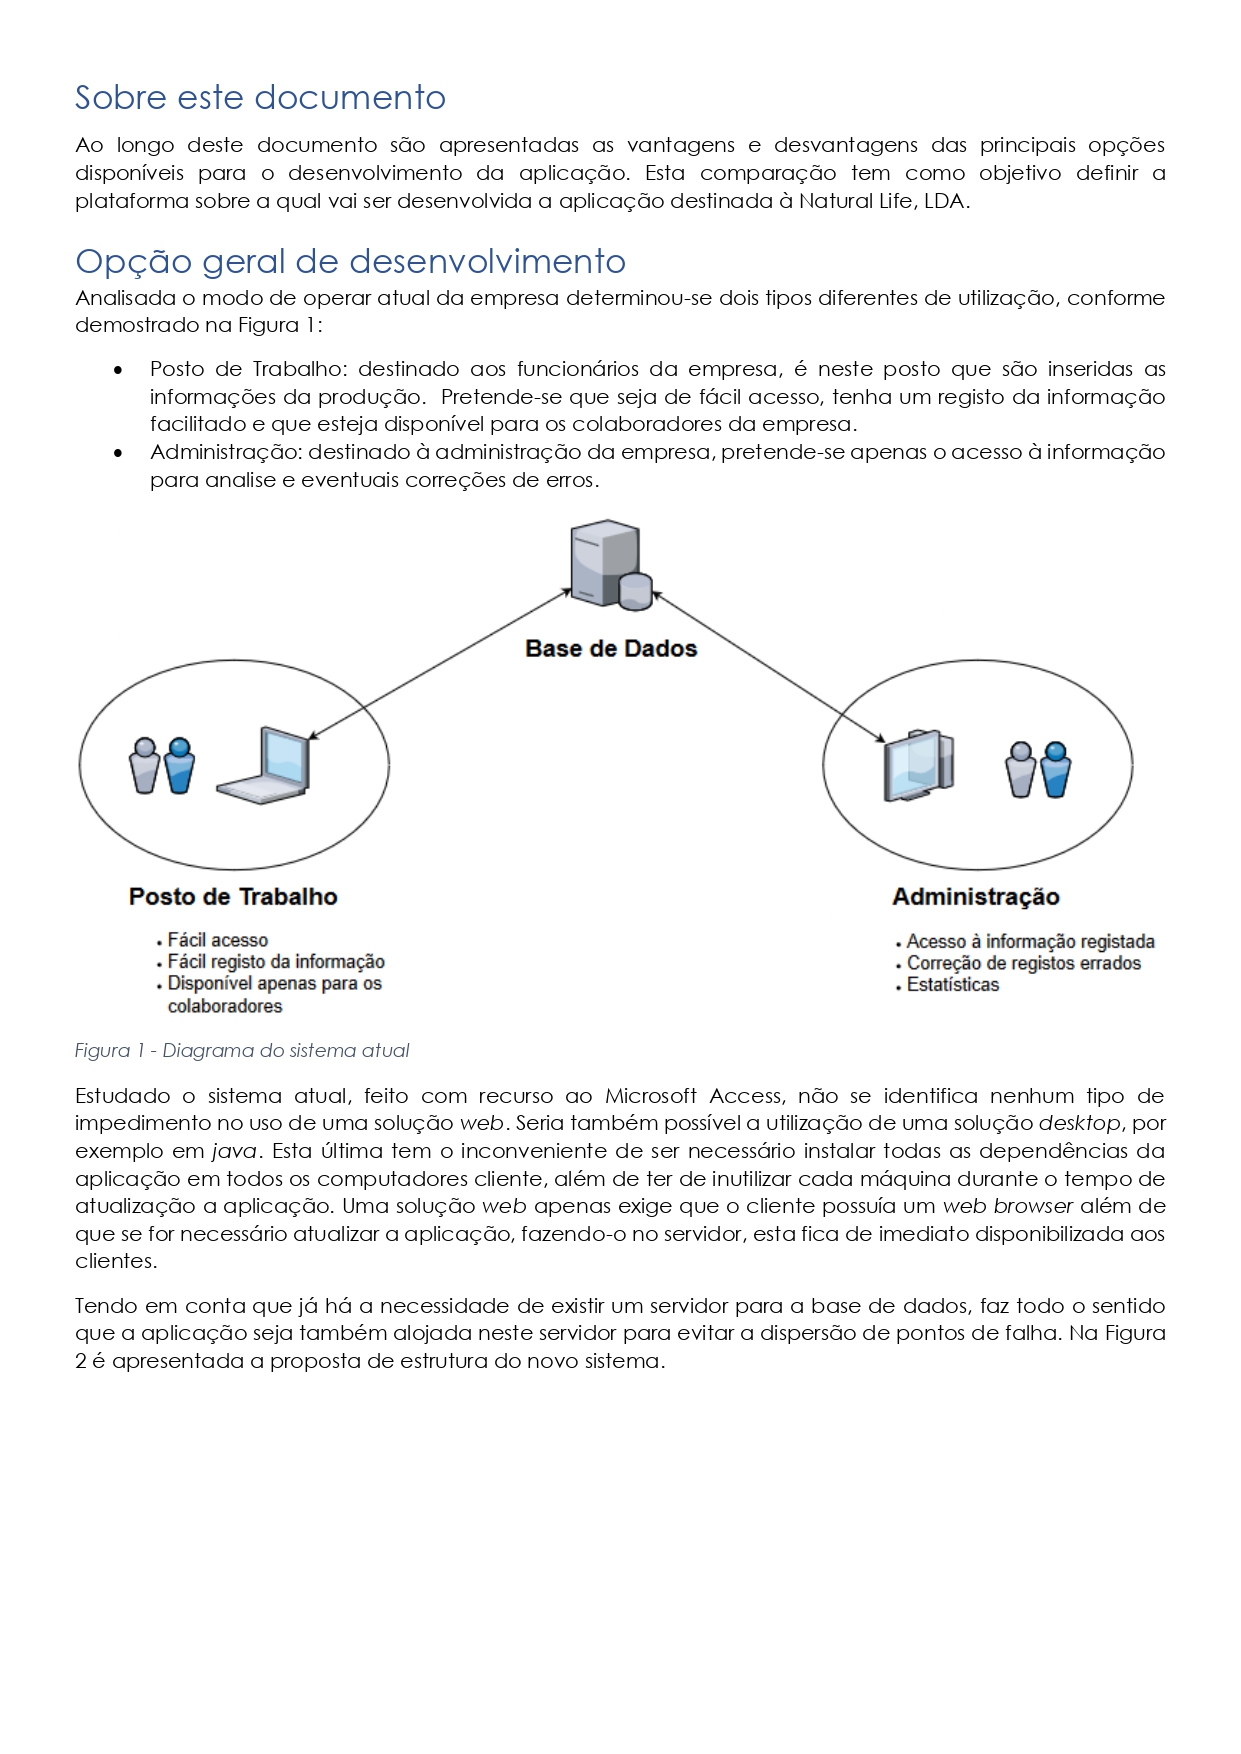 Sobre este documento
Ao longo deste documento são apresentadas as vantagens e desvantagens das principais opções
disponíveis para o desenvolvimento da aplicação. Esta comparação tem como objetivo definir a
plataforma sobre a qual vai ser desenvolvida a aplicação destinada à Natural Life, LDA.
Opção geral de desenvolvimento
Analisada o modo de operar atual da empresa determinou-se dois tipos diferentes de utilização, conforme
demostrado na Figura 1:
• Posto de Trabalho: destinado aos funcionários da empresa, é neste posto que são inseridas as
informações da produção. Pretende-se que seja de fácil acesso, tenha um registo da informação
facilitado e que esteja disponível para os colaboradores da empresa.
• Administração: destinado à administração da empresa, pretende-se apenas o acesso à informação
para analise e eventuais correções de erros.
Base de Dados
Posto de Trabalho
• Fácil acesso
• Fácil registo da informação
• Disponível apenas para os
colaboradores
Administração
• Acesso à informação registada
• Correção de registos errados
• Estatísticas
Figura 1 - Diagrama do sistema atual
Estudado o sistema atual, feito com recurso ao Microsoft Access, não se identifica nenhum tipo de
impedimento no uso de uma solução web. Seria também possível a utilização de uma solução desktop, por
exemplo em java. Esta última tem o inconveniente de ser necessário instalar todas as dependências da
aplicação em todos os computadores cliente, além de ter de inutilizar cada máquina durante o tempo de
atualização a aplicação. Uma solução web apenas exige que o cliente possuía um web browser além de
que se for necessário atualizar a aplicação, fazendo-o no servidor, esta fica de imediato disponibilizada aos
clientes.
Tendo em conta que já há a necessidade de existir um servidor para a base de dados, faz todo o sentido
que a aplicação seja também alojada neste servidor para evitar a dispersão de pontos de falha. Na Figura
2 é apresentada a proposta de estrutura do novo sistema.